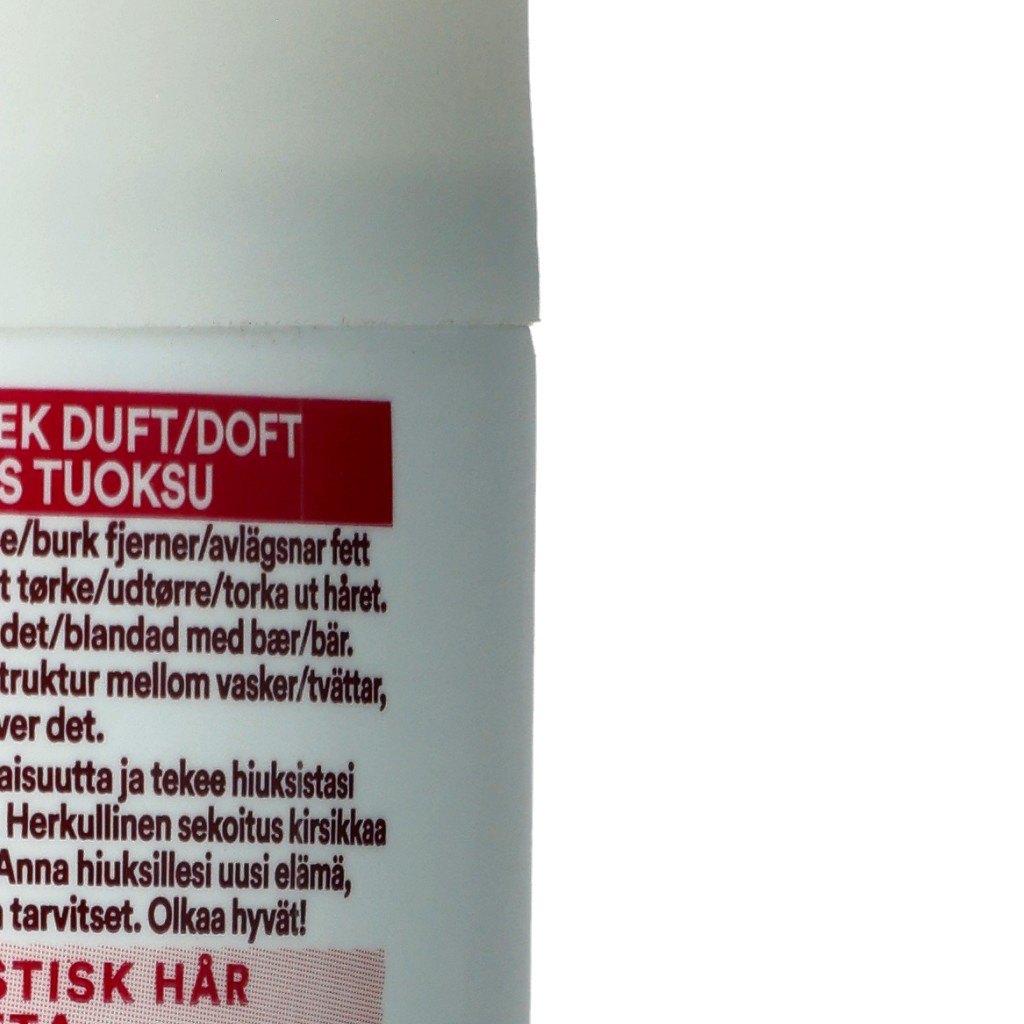 EK DUFT/DOFT
S TUOKSU
e/burk fjerner/avlägsnar fett
t tørke/udtørre/torka ut håret.
det/blandad med bær/bär.
truktur mellom vasker/tvättar,
ver det.
aisuutta ja tekee hiuksistasi
Herkullinen sekoitus kirsikkaa
Anna hiuksillesi uusi elämä,
tarvitset. Olkaa hyvät!
STISK HÅR